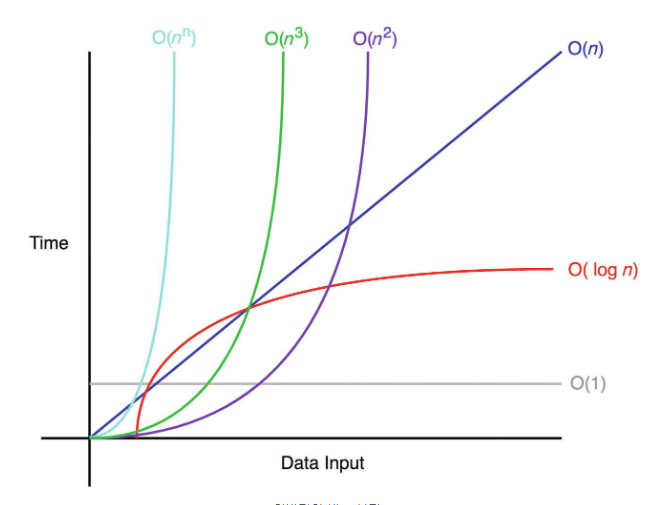 O(nⁿ)
O(n³)
O(n²)
O(n)
Time
O( log n)
O(1)
Data Input